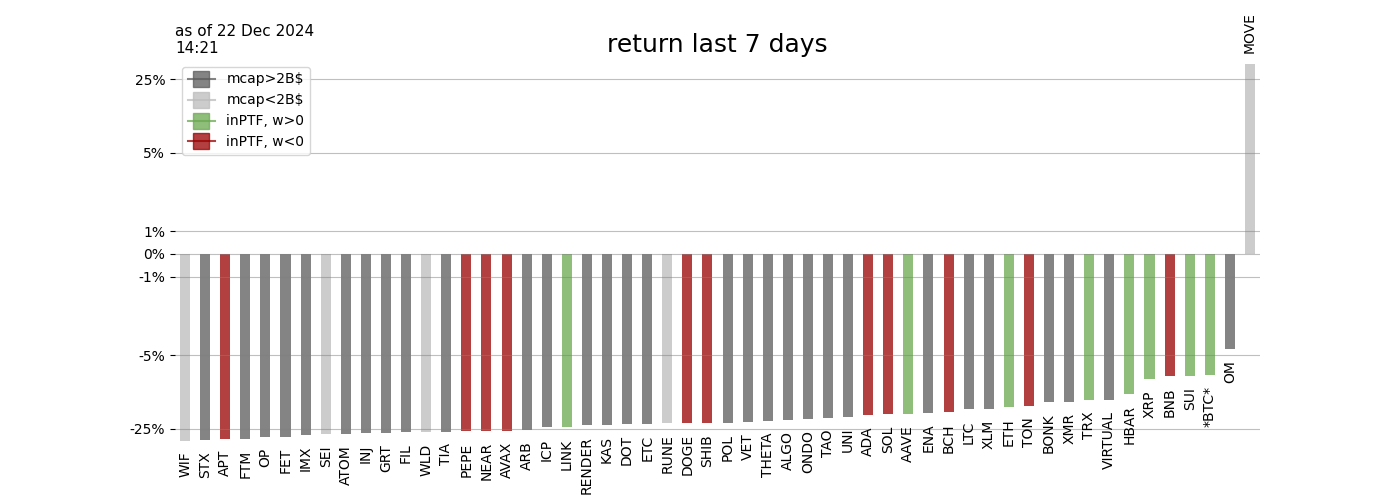 as of 22 Dec 2024
14:21
return last 7 days
MOVE
mcap>2B$
mcap<2B$
inPTF, w>0
inPTF, w<0
25%
5%
1%
0%
-1%
-5%
-25%
WIF
STX
APT
FTM
OP
FET
IMX
SEI
ATOM
INJ
GRT
FIL
WLD
TIA
PEPE
NEAR
AVAX
ARB
ICP
LINK
RENDER
KAS
DOT
ETC
RUNE
DOGE
SHIB
POL
VET
THETA
ALGO
ONDO
TAO
UNI
ADA
SOL
AAVE
ENA
BCH
LTC
XLM
ETH
TON
BONK
XMR
TRX
VIRTUAL
HBAR
XRP
BNB
SUI
*BTC*
OM